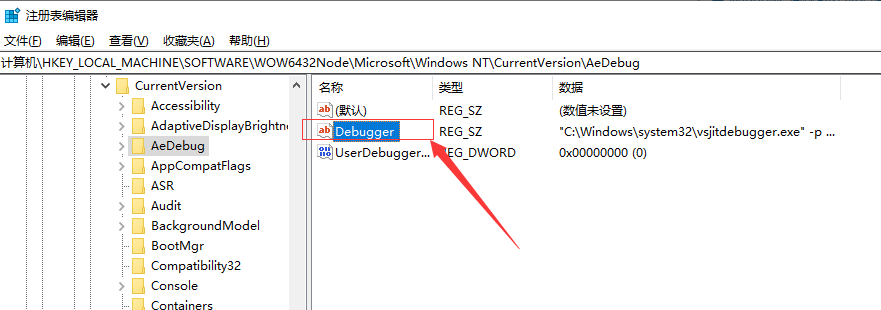 注册表编辑器
文件(F) 编辑(E) 查看(V) 收藏夹(A) 帮助(H)
计算机\HKEY_LOCAL_MACHINE\SOFTWARE\WOW6432Node\Microsoft\Windows NT\CurrentVersion\AeDebug
CurrentVersion
Accessibility
AdaptiveDisplayBrightne
AeDebug
AppCompatFlags
ASR
Audit
BackgroundModel
BootMgr
Compatibility32
Console
Containers
名称 类型 数据
ab (默认) REG_SZ (数值未设置)
ab Debugger REG_SZ "C:\Windows\system32\vsjitdebugger.exe" -p ...
UserDebugger... REG_DWORD 0x00000000 (0)